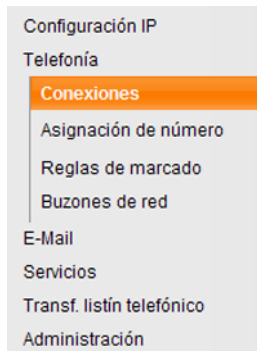 Configuración IP
Telefonía
Conexiones
Asignación de número
Reglas de marcado
Buzones de red
E-Mail
Servicios
Transf. listín telefónico
Administración